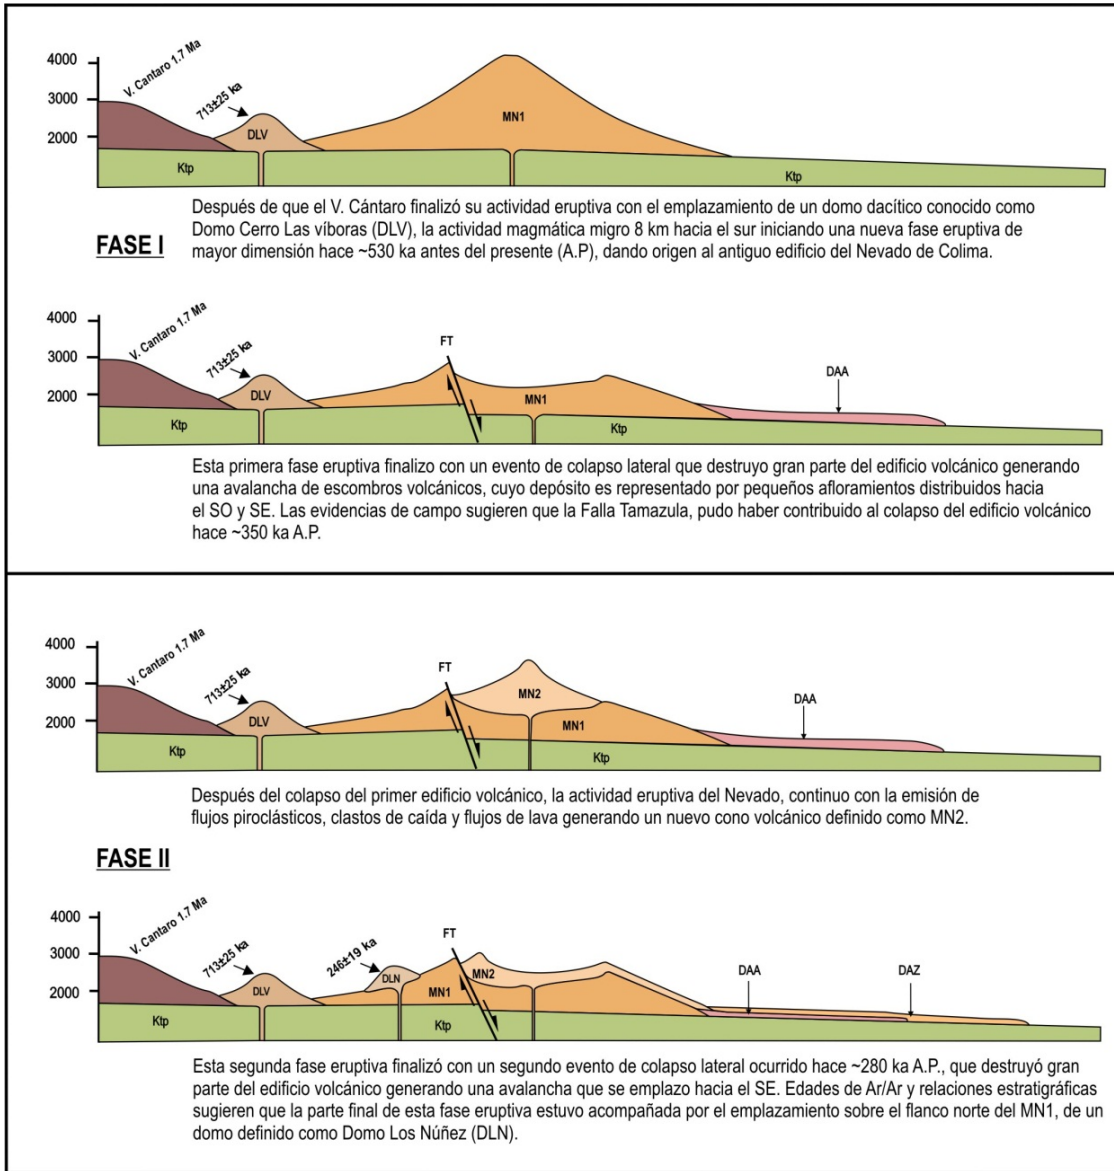 4000
3000
2000
V. Cantaro 1.7 Ma
713±25 ka
DLV
MN1
Ktp
Ktp
FASE I
Después de que el V. Cántaro finalizó su actividad eruptiva con el emplazamiento de un domo dacítico conocido como
Domo Cerro Las víboras (DLV), la actividad magmática migro 8 km hacia el sur iniciando una nueva fase eruptiva de
mayor dimensión hace ~530 ka antes del presente (A.P), dando origen al antiguo edificio del Nevado de Colima.
4000
3000
2000
V. Cantaro 1.7 Ma
713±25 ka
DLV
FT
MN1
DAA
Ktp
Ktp
Esta primera fase eruptiva finalizo con un evento de colapso lateral que destruyo gran parte del edificio volcánico generando
una avalancha de escombros volcánicos, cuyo depósito es representado por pequeños afloramientos distribuidos hacia
el SO y SE. Las evidencias de campo sugieren que la Falla Tamazula, pudo haber contribuido al colapso del edificio volcánico
hace ~350 ka A.P.
4000
3000
2000
V. Cantaro 1.7 Ma
713±25 ka
DLV
FT
MN2
MN1
DAA
Ktp
Ktp
Después del colapso del primer edificio volcánico, la actividad eruptiva del Nevado, continuo con la emisión de
flujos piroclásticos, clastos de caída y flujos de lava generando un nuevo cono volcánico definido como MN2.
FASE II
4000
3000
2000
V. Cantaro 1.7 Ma
713±25 ka
DLV
246±19 ka
DLN
FT
MN2
MN1
DAA
DAZ
Ktp
Ktp
Esta segunda fase eruptiva finalizó con un segundo evento de colapso lateral ocurrido hace ~280 ka A.P., que destruyó gran
parte del edificio volcánico generando una avalancha que se emplazo hacia el SE. Edades de Ar/Ar y relaciones estratigráficas
sugieren que la parte final de esta fase eruptiva estuvo acompañada por el emplazamiento sobre el flanco norte del MN1, de un
domo definido como Domo Los Núñez (DLN).